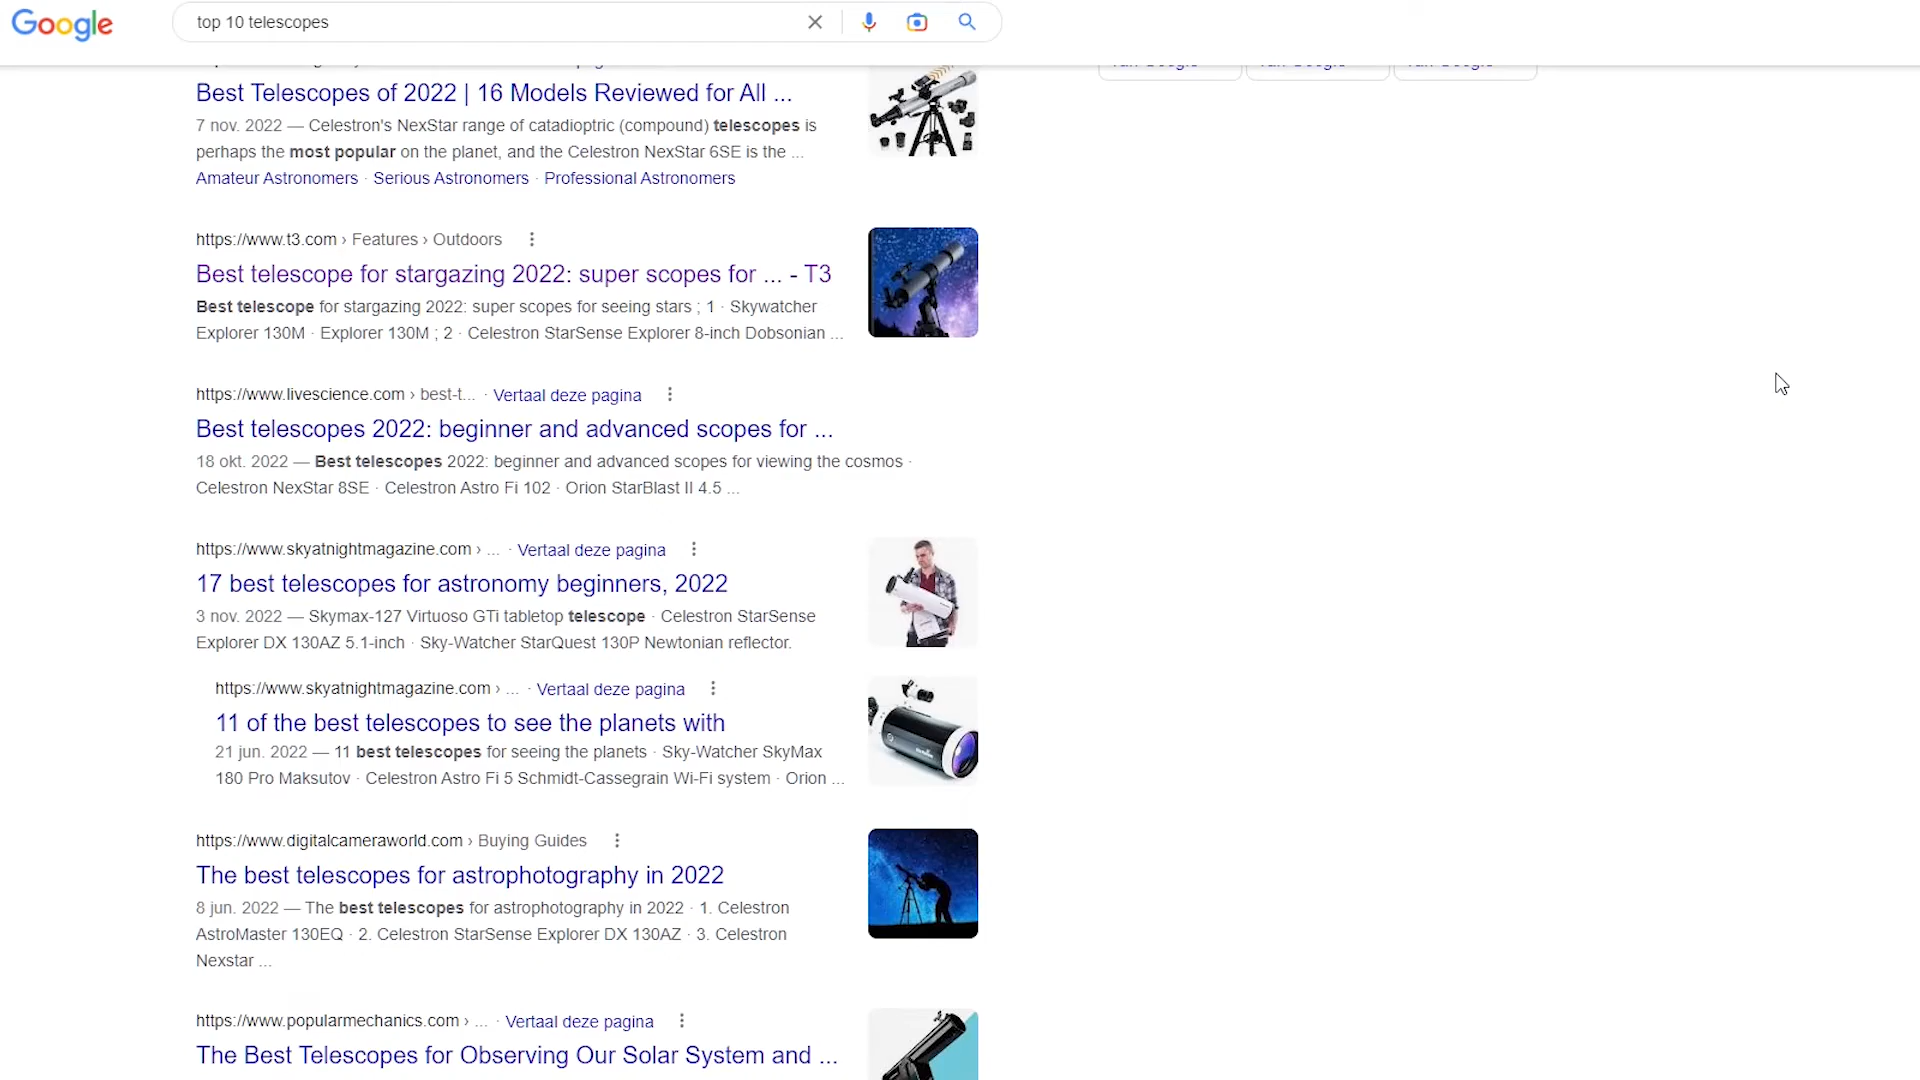 Google
top 10 telescopes
Best Telescopes of 2022 | 16 Models Reviewed for All ...
7 nov. 2022 — Celestron's NexStar range of catadioptric (compound) telescopes is
perhaps the most popular on the planet, and the Celestron NexStar 6SE is the ...
Amateur Astronomers · Serious Astronomers · Professional Astronomers
https://www.t3.com › Features › Outdoors
Best telescope for stargazing 2022: super scopes for ... - T3
Best telescope for stargazing 2022: super scopes for seeing stars ; 1 · Skywatcher
Explorer 130M · Explorer 130M ; 2 · Celestron StarSense Explorer 8-inch Dobsonian ...
https://www.livescience.com › best-t... · Vertaal deze pagina
Best telescopes 2022: beginner and advanced scopes for ...
18 okt. 2022 — Best telescopes 2022: beginner and advanced scopes for viewing the cosmos ·
Celestron NexStar 8SE · Celestron Astro Fi 102 · Orion StarBlast II 4.5 ...
https://www.skyatnightmagazine.com › ... · Vertaal deze pagina
17 best telescopes for astronomy beginners, 2022
3 nov. 2022 — Skymax-127 Virtuoso GTi tabletop telescope · Celestron StarSense
Explorer DX 130AZ 5.1-inch · Sky-Watcher StarQuest 130P Newtonian reflector.
https://www.skyatnightmagazine.com › ... · Vertaal deze pagina
11 of the best telescopes to see the planets with
21 jun. 2022 — 11 best telescopes for seeing the planets · Sky-Watcher SkyMax
180 Pro Maksutov · Celestron Astro Fi 5 Schmidt-Cassegrain Wi-Fi system · Orion ...
https://www.digitalcameraworld.com › Buying Guides
The best telescopes for astrophotography in 2022
8 jun. 2022 — The best telescopes for astrophotography in 2022 · 1. Celestron
AstroMaster 130EQ · 2. Celestron StarSense Explorer DX 130AZ · 3. Celestron
Nexstar ...
https://www.popularmechanics.com › ... · Vertaal deze pagina
The Best Telescopes for Observing Our Solar System and ...